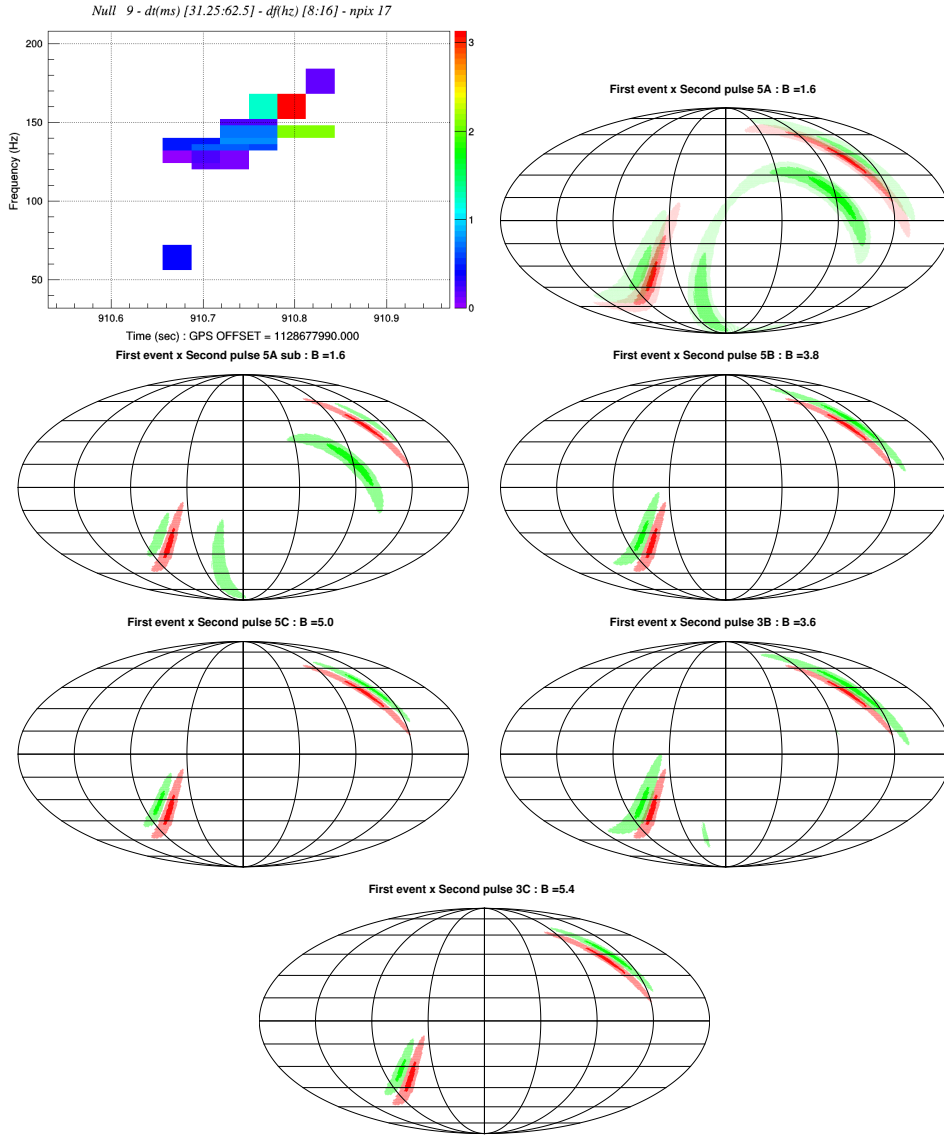 Null 9 - dt(ms) [31.25:62.5] - df(hz) [8:16] - npix 17
200
150
100
50
Frequency (Hz)
3
2
1
0
910.6 910.7 910.8 910.9
Time (sec) : GPS OFFSET = 1128677990.000
First event x Second pulse 5A : B =1.6
First event x Second pulse 5A sub : B =1.6
First event x Second pulse 5B : B =3.8
First event x Second pulse 5C : B =5.0
First event x Second pulse 3B : B =3.6
First event x Second pulse 3C : B =5.4